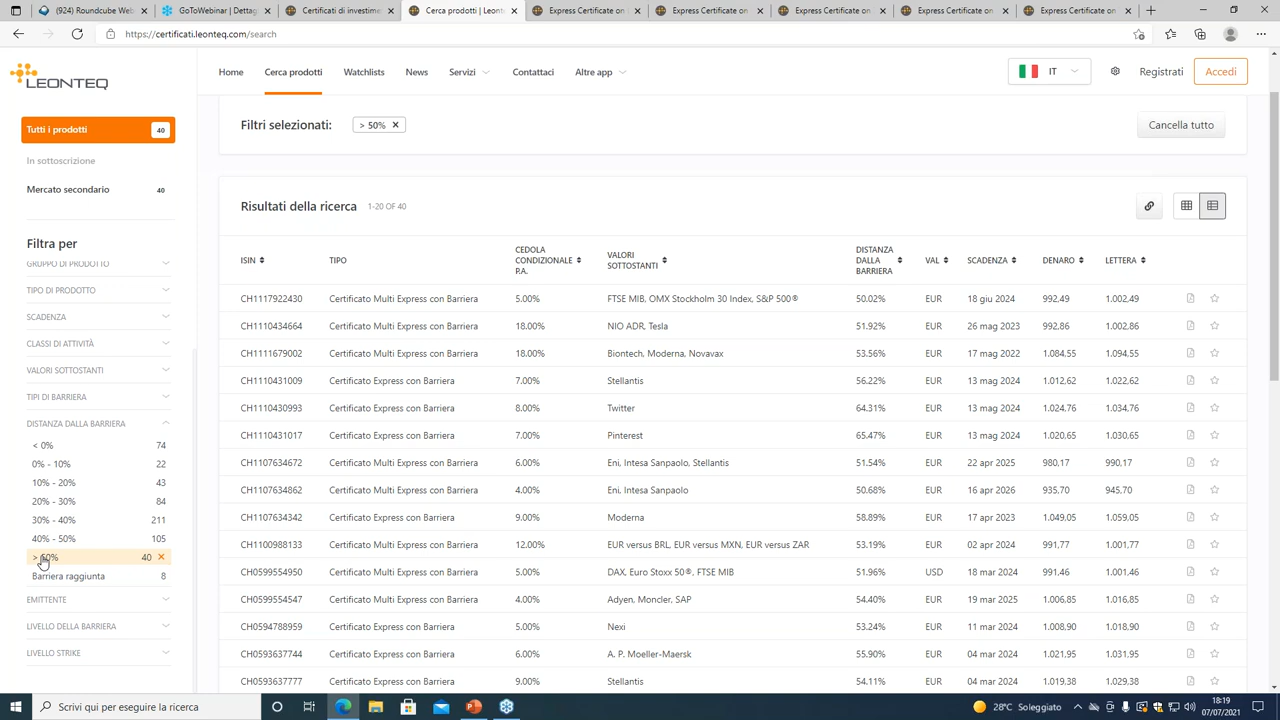 (924) Roundcube Web
GoToWebinar | Dettag
Certificati di investime
Cerca prodotti | Leonte
Express Certificate on
Express Certificate on
Express Certificate on
Express Certificate on
Express Certificate on
https://certificati.leonteq.com/search
LEONTEQ
Home
Cerca prodotti
Watchlists
News
Servizi
Contattaci
Altre app
IT
Registrati
Accedi
Tutti i prodotti 40
In sottoscrizione
Mercato secondario 40
Filtra per
GRUPPO DI PRODOTTO
TIPO DI PRODOTTO
SCADENZA
CLASSI DI ATTIVITÀ
VALORI SOTTOSTANTI
TIPI DI BARRIERA
DISTANZA DALLA BARRIERA
< 0% 74
0% - 10% 22
10% - 20% 43
20% - 30% 84
30% - 40% 211
40% - 50% 105
> 50% 40
Barriera raggiunta 8
EMITTENTE
LIVELLO DELLA BARRIERA
LIVELLO STRIKE
Filtri selezionati: > 50%
Cancella tutto
Risultati della ricerca 1-20 OF 40
ISIN TIPO CEDOLA CONDIZIONALE P.A. VALORI SOTTOSTANTI DISTANZA DALLA BARRIERA VAL SCADENZA DENARO LETTERA
CH1117922430 Certificato Multi Express con Barriera 5.00% FTSE MIB, OMX Stockholm 30 Index, S&P 500® 50.02% EUR 18 giu 2024 992,49 1.002,49
CH1110434664 Certificato Multi Express con Barriera 18.00% NIO ADR, Tesla 51.92% EUR 26 mag 2023 992,86 1.002,86
CH1111679002 Certificato Multi Express con Barriera 18.00% Biontech, Moderna, Novavax 53.56% EUR 17 mag 2022 1.084,55 1.094,55
CH1110431009 Certificato Express con Barriera 7.00% Stellantis 56.22% EUR 13 mag 2024 1.012,62 1.022,62
CH1110430993 Certificato Express con Barriera 8.00% Twitter 64.31% EUR 13 mag 2024 1.024,76 1.034,76
CH1110431017 Certificato Express con Barriera 7.00% Pinterest 65.47% EUR 13 mag 2024 1.020,65 1.030,65
CH1107634672 Certificato Multi Express con Barriera 6.00% Eni, Intesa Sanpaolo, Stellantis 51.54% EUR 22 apr 2025 980,17 990,17
CH1107634862 Certificato Multi Express con Barriera 4.00% Eni, Intesa Sanpaolo 50.68% EUR 16 apr 2026 935,70 945,70
CH1107634342 Certificato Express con Barriera 9.00% Moderna 58.89% EUR 17 apr 2023 1.049,05 1.059,05
CH1100988133 Certificato Multi Express con Barriera 12.00% EUR versus BRL, EUR versus MXN, EUR versus ZAR 53.19% EUR 02 apr 2024 991,77 1.001,77
CH0599554950 Certificato Multi Express con Barriera 5.00% DAX, Euro Stoxx 50®, FTSE MIB 51.96% USD 18 mar 2024 991,46 1.001,46
CH0599554547 Certificato Multi Express con Barriera 4.00% Adyen, Moncler, SAP 54.40% EUR 19 mar 2025 1.006,85 1.016,85
CH0594788959 Certificato Express con Barriera 5.00% Nexi 53.24% EUR 11 mar 2024 1.008,90 1.018,90
CH0593637744 Certificato Express con Barriera 6.00% A. P. Moeller-Maersk 55.90% EUR 04 mar 2024 1.021,95 1.031,95
CH0593637777 Certificato Express con Barriera 9.00% Stellantis 54.11% EUR 04 mar 2024 1.019,38 1.029,38
Scrivi qui per eseguire la ricerca
28°C Soleggiato
18:19
07/07/2021